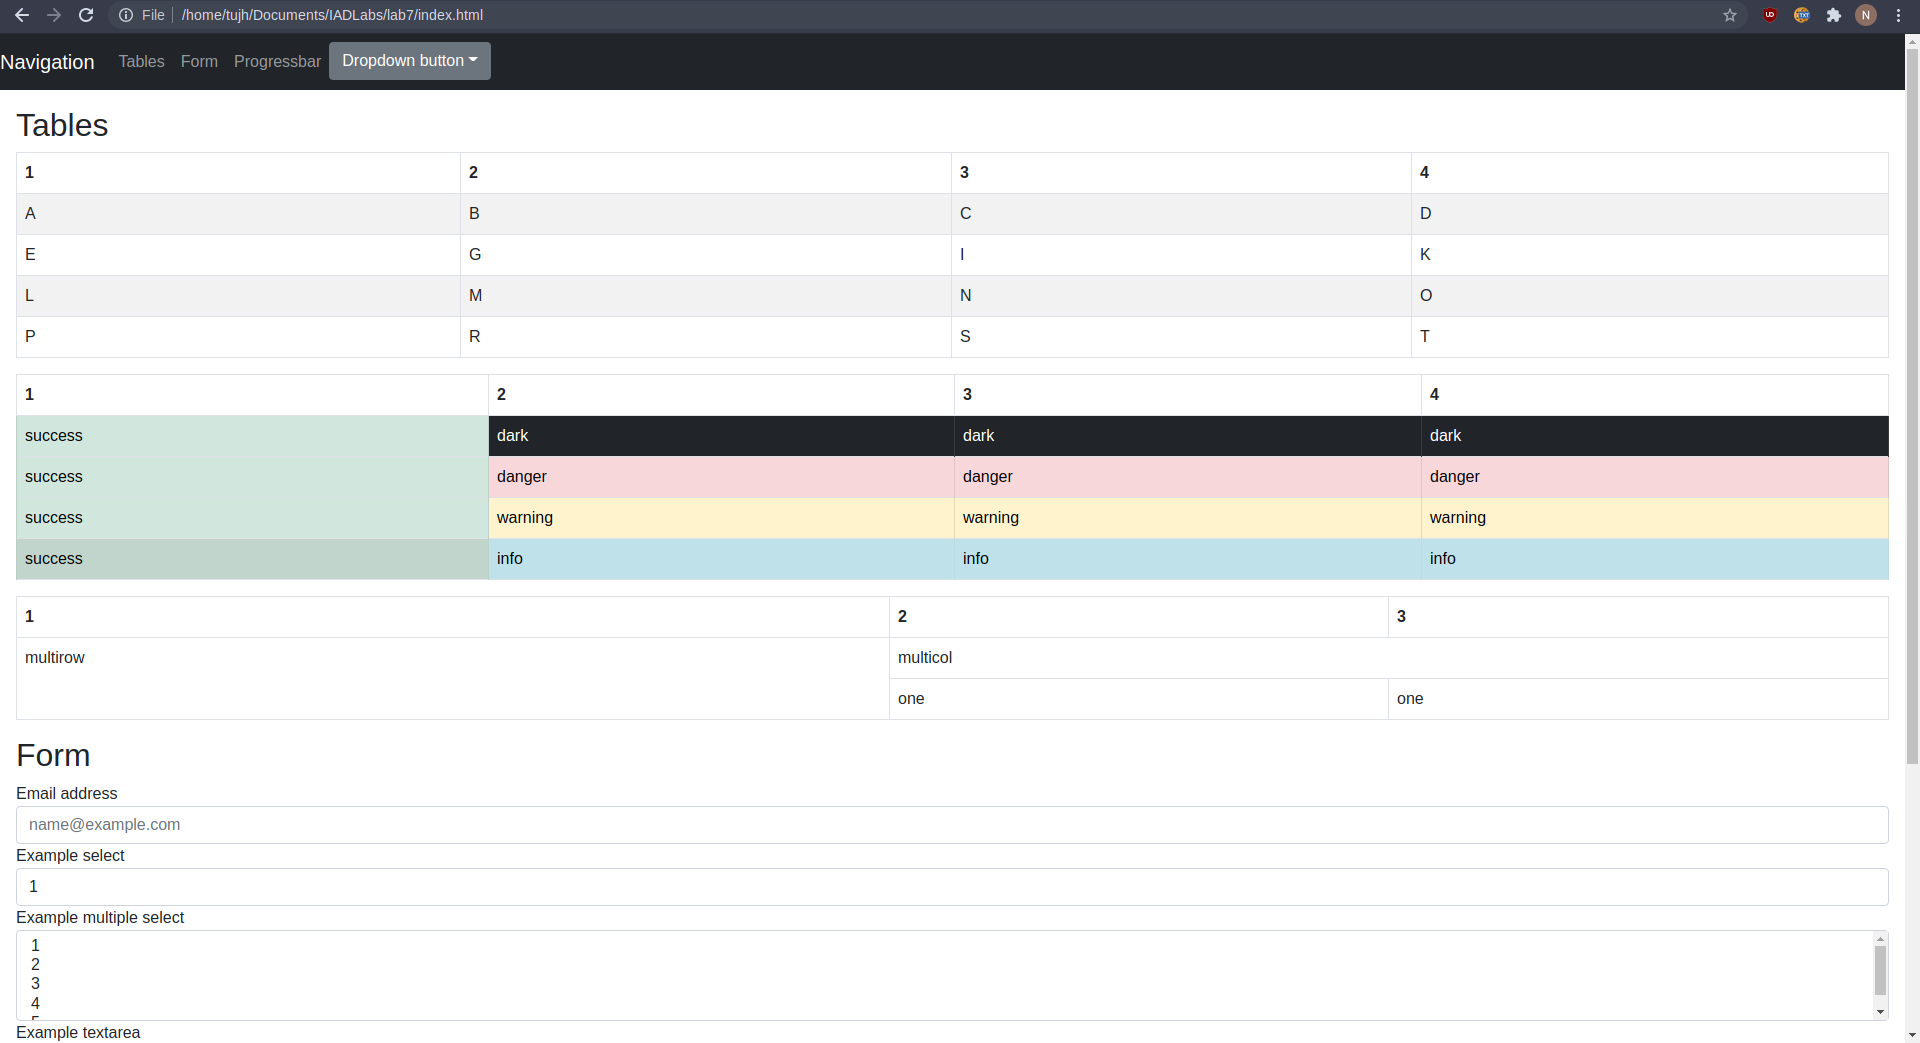 File /home/tujh/Documents/IADLabs/lab7/index.html N
Navigation Tables Form Progressbar Dropdown button
Tables
1 2 3 4
A B C D
E G I K
L M N O
P R S T
1 2 3 4
success dark dark dark
success danger danger danger
success warning warning warning
success info info info
1 2 3
multirow multicol
one one
Form
Email address
name@example.com
Example select
1
Example multiple select
1
2
3
4
Example textarea